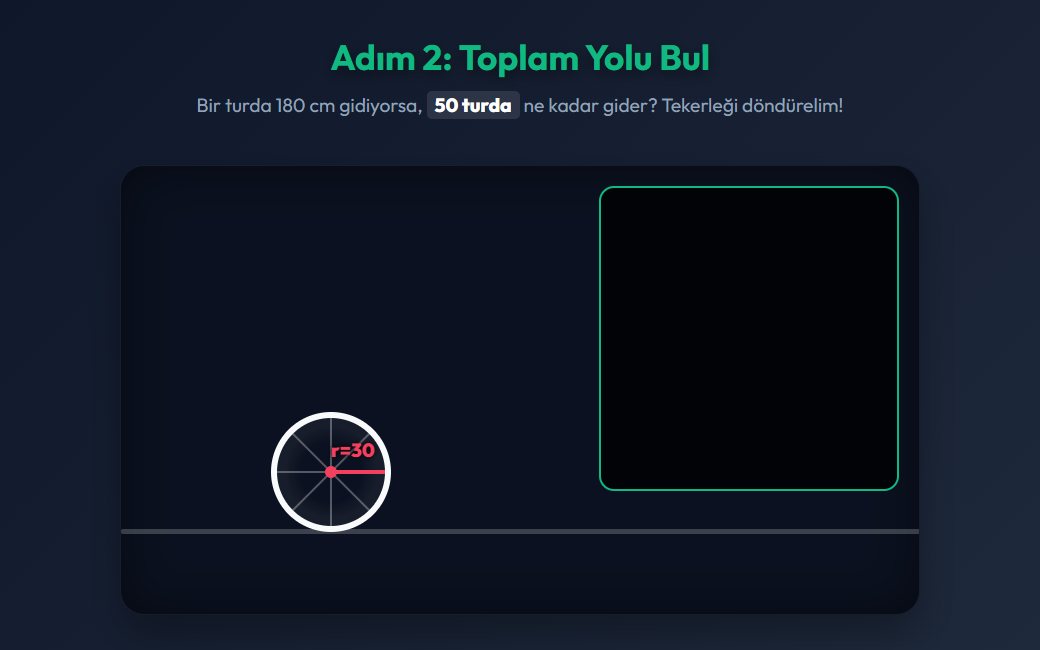 Adım 2: Toplam Yolu Bul
Bir turda 180 cm gidiyorsa, 50 turda ne kadar gider? Tekerleği döndürelim!
r=30